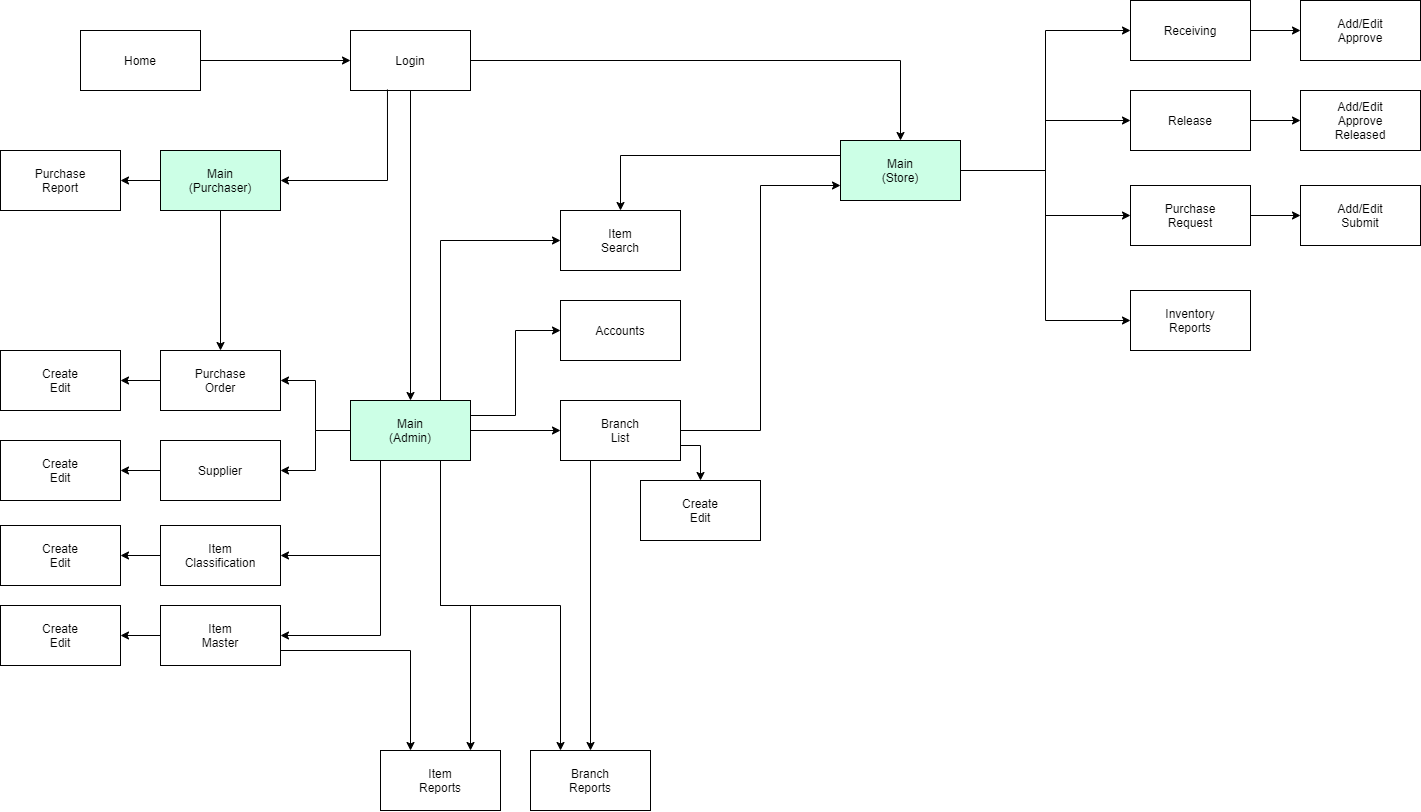 Home
Login
Receiving
Add/Edit
Approve
Release
Add/Edit
Approve
Released
Purchase
Report
Main
(Purchaser)
Main
(Store)
Purchase
Request
Add/Edit
Submit
Item
Search
Accounts
Inventory
Reports
Create
Edit
Purchase
Order
Main
(Admin)
Branch
List
Create
Edit
Supplier
Create
Edit
Create
Edit
Item
Classification
Create
Edit
Item
Master
Item
Reports
Branch
Reports